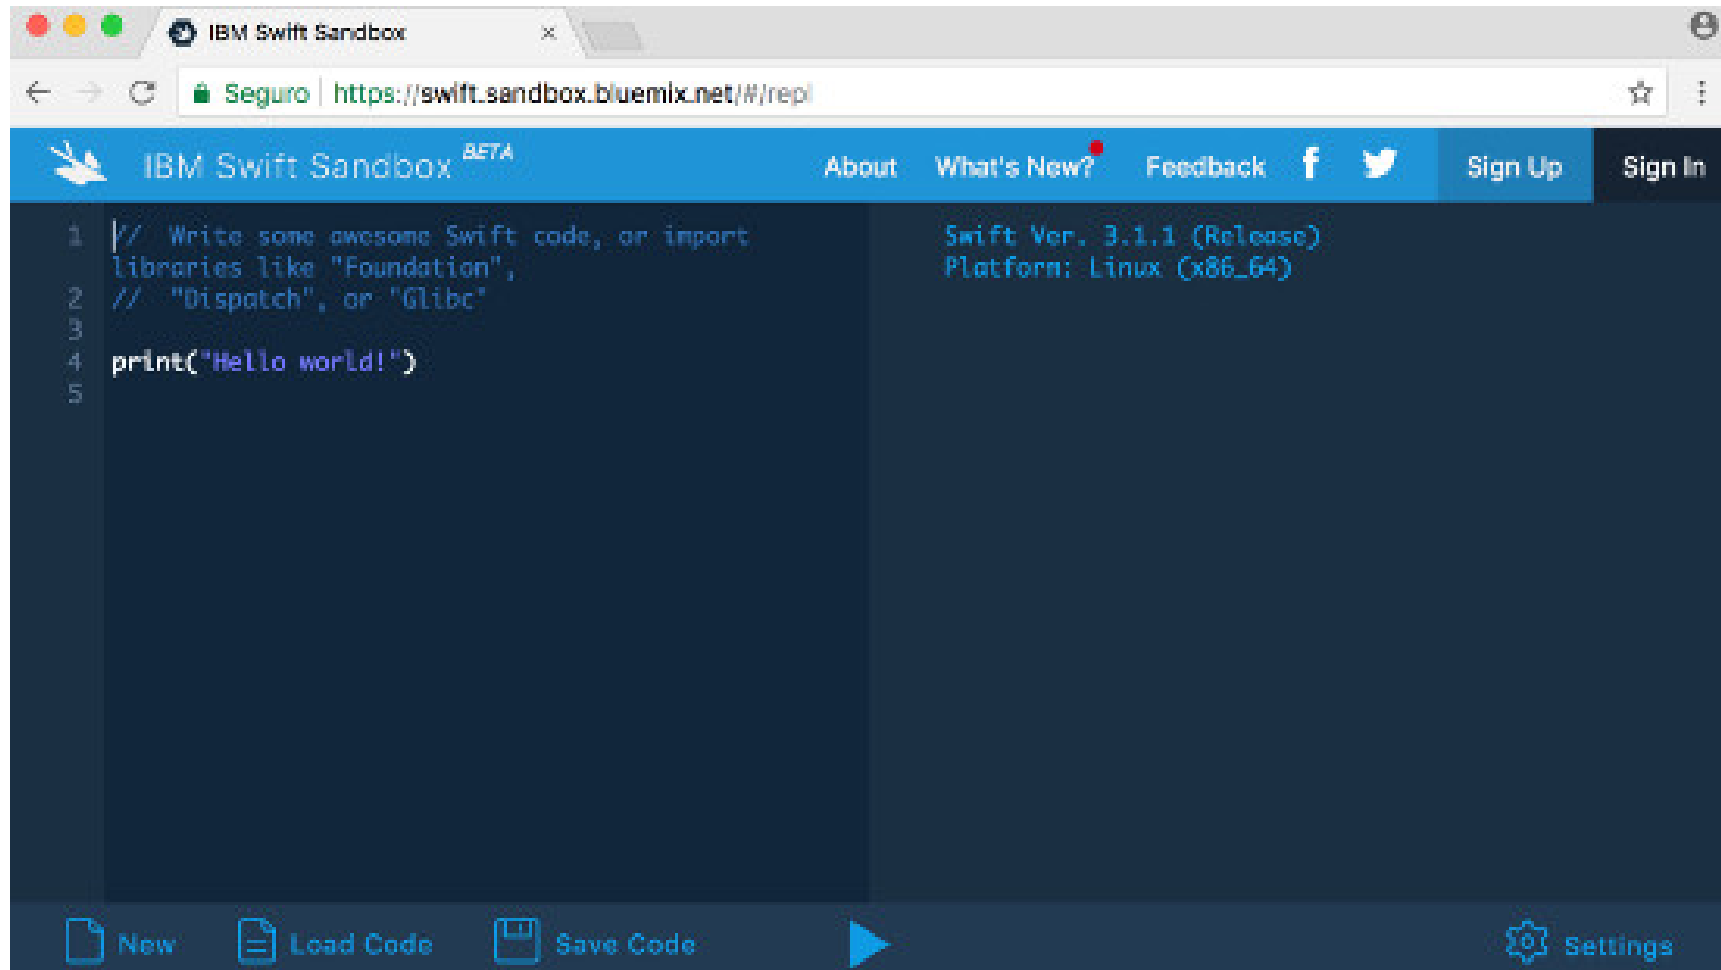 IBM Swift Sandbox
Seguro https://swift.sandbox.bluemix.net/#/repl
IBM Swift Sandbox BETA About What's New? Feedback f Sign Up Sign In
1 // Write some awesome Swift code, or import
libraries like "Foundation",
2 // "Dispatch", or "Glibc"
3
4 print("Hello world!")
5
Swift Ver. 3.1.1 (Release)
Platform: Linux (x86_64)
New Load Code Save Code Settings